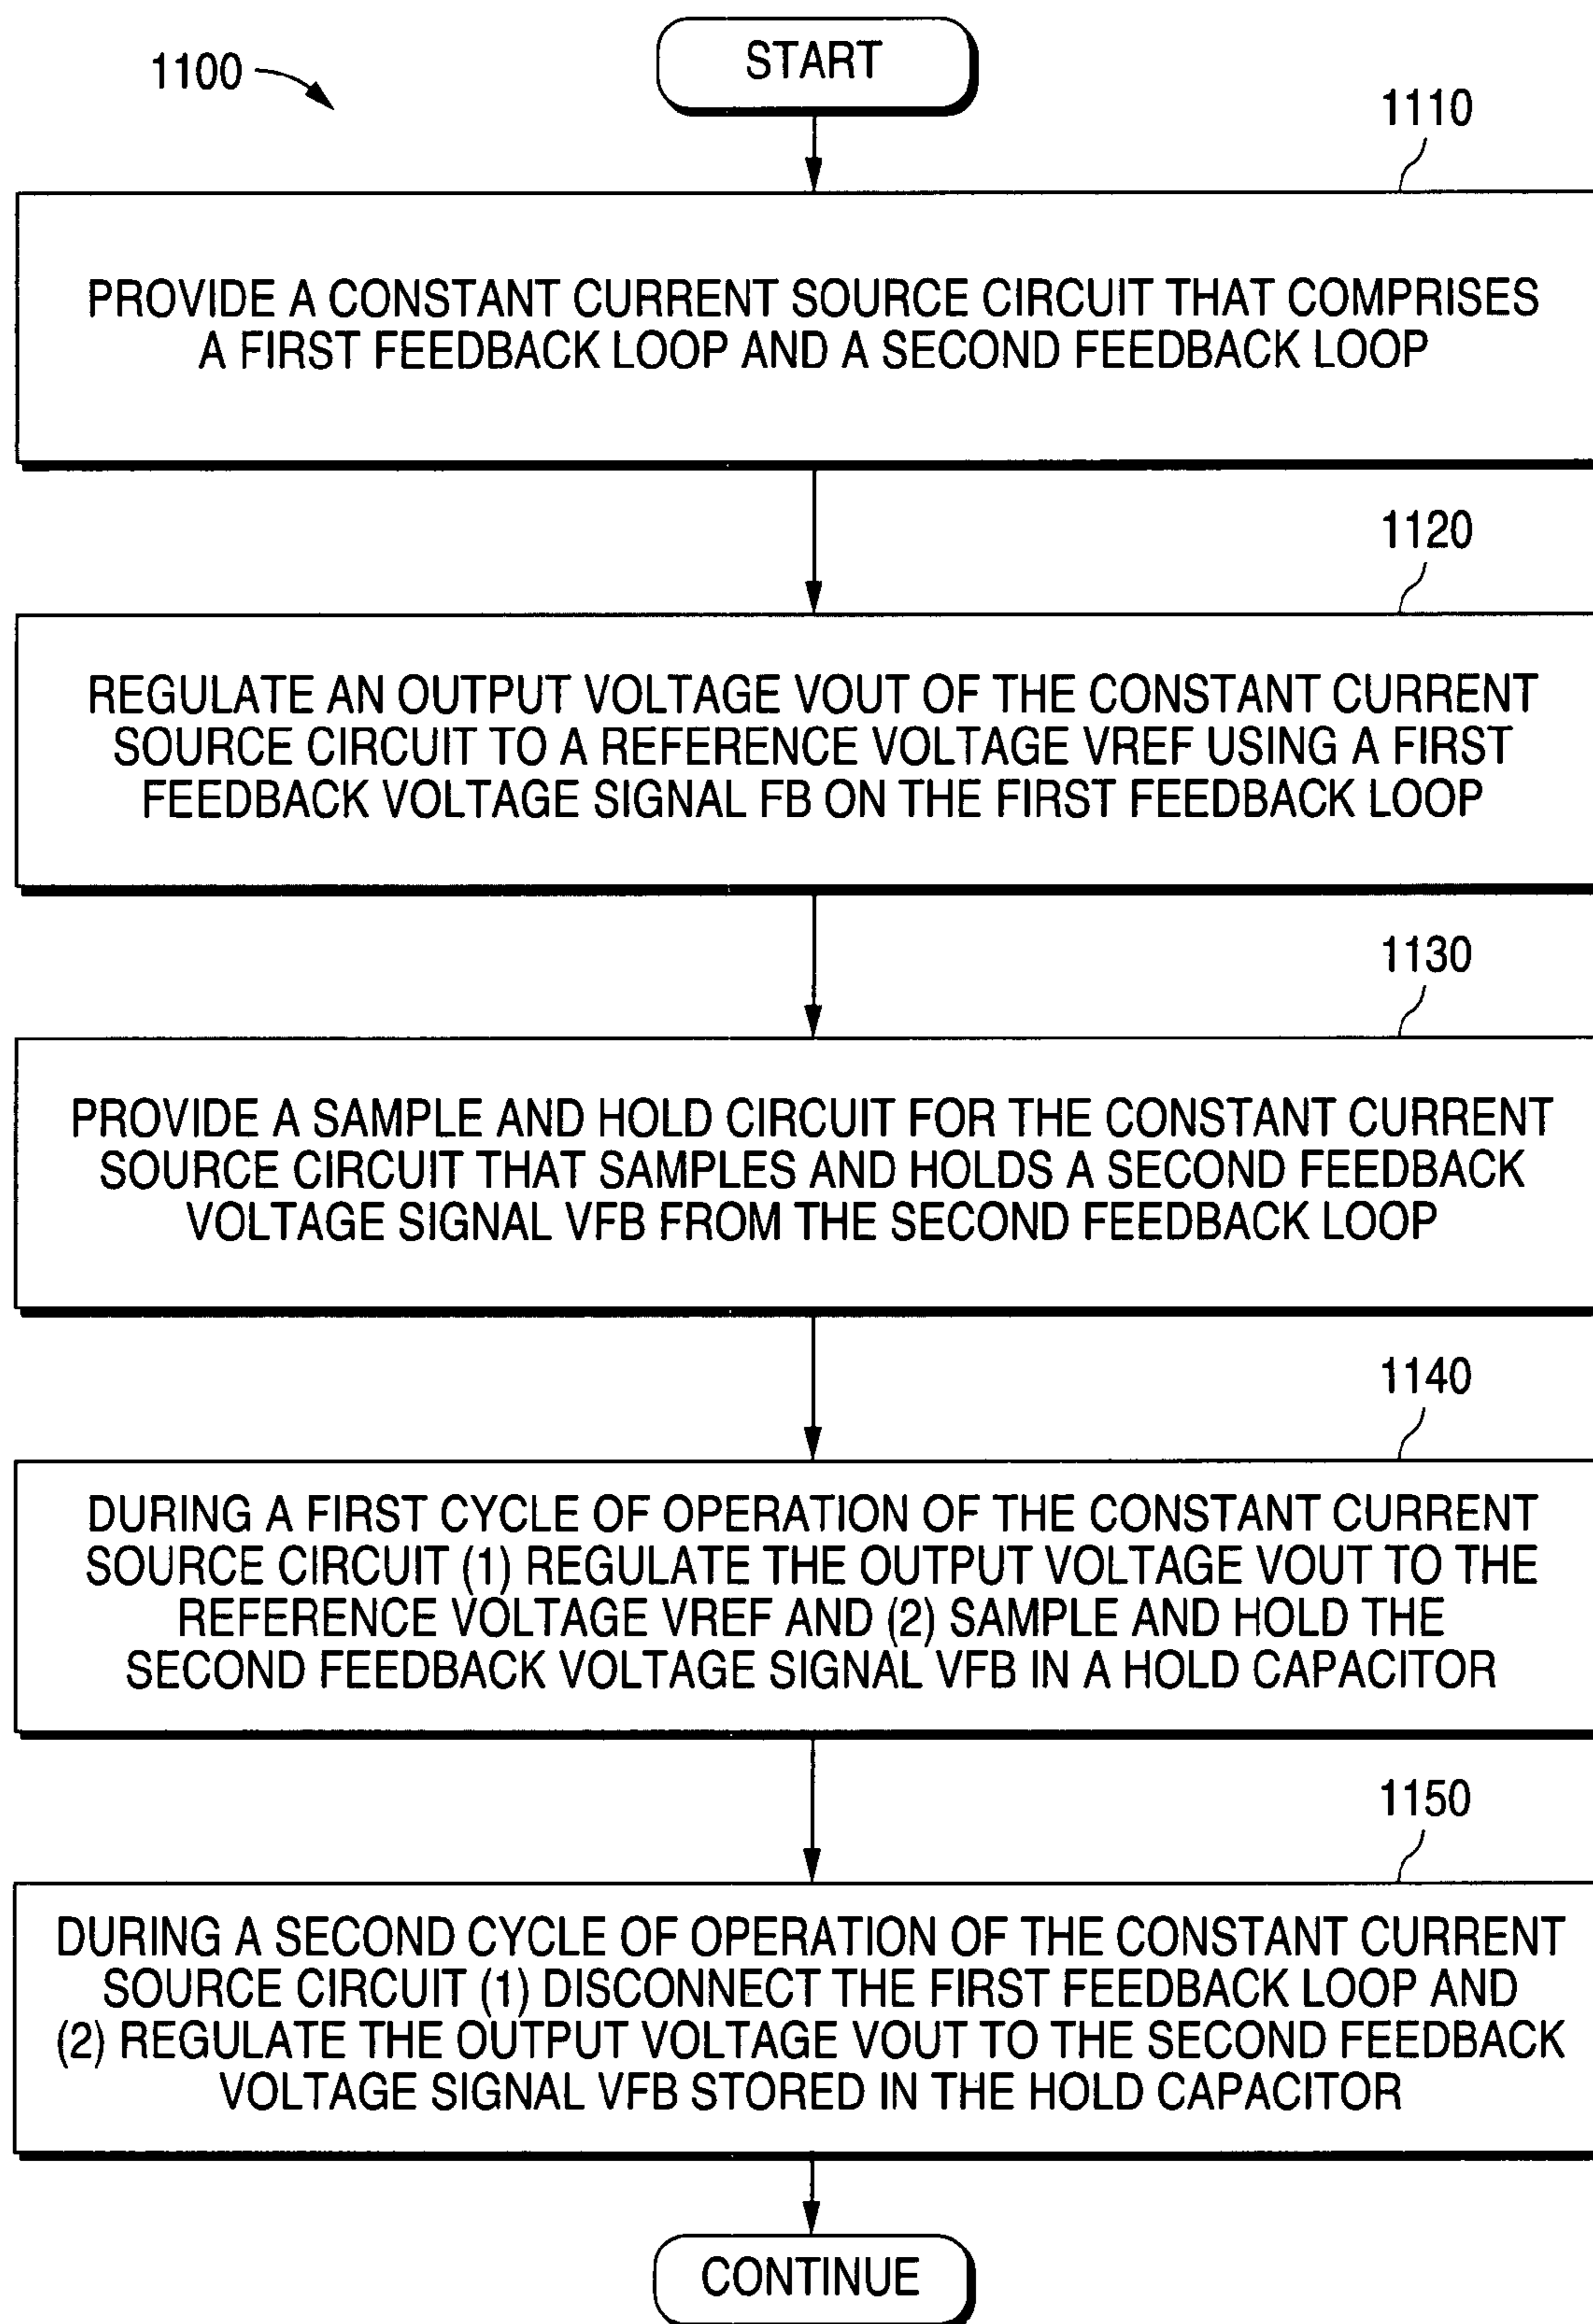 1100
START
1110
PROVIDE A CONSTANT CURRENT SOURCE CIRCUIT THAT COMPRISES
A FIRST FEEDBACK LOOP AND A SECOND FEEDBACK LOOP
1120
REGULATE AN OUTPUT VOLTAGE VOUT OF THE CONSTANT CURRENT
SOURCE CIRCUIT TO A REFERENCE VOLTAGE VREF USING A FIRST
FEEDBACK VOLTAGE SIGNAL FB ON THE FIRST FEEDBACK LOOP
1130
PROVIDE A SAMPLE AND HOLD CIRCUIT FOR THE CONSTANT CURRENT
SOURCE CIRCUIT THAT SAMPLES AND HOLDS A SECOND FEEDBACK
VOLTAGE SIGNAL VFB FROM THE SECOND FEEDBACK LOOP
1140
DURING A FIRST CYCLE OF OPERATION OF THE CONSTANT CURRENT
SOURCE CIRCUIT (1) REGULATE THE OUTPUT VOLTAGE VOUT TO THE
REFERENCE VOLTAGE VREF AND (2) SAMPLE AND HOLD THE
SECOND FEEDBACK VOLTAGE SIGNAL VFB IN A HOLD CAPACITOR
1150
DURING A SECOND CYCLE OF OPERATION OF THE CONSTANT CURRENT
SOURCE CIRCUIT (1) DISCONNECT THE FIRST FEEDBACK LOOP AND
(2) REGULATE THE OUTPUT VOLTAGE VOUT TO THE SECOND FEEDBACK
VOLTAGE SIGNAL VFB STORED IN THE HOLD CAPACITOR
CONTINUE